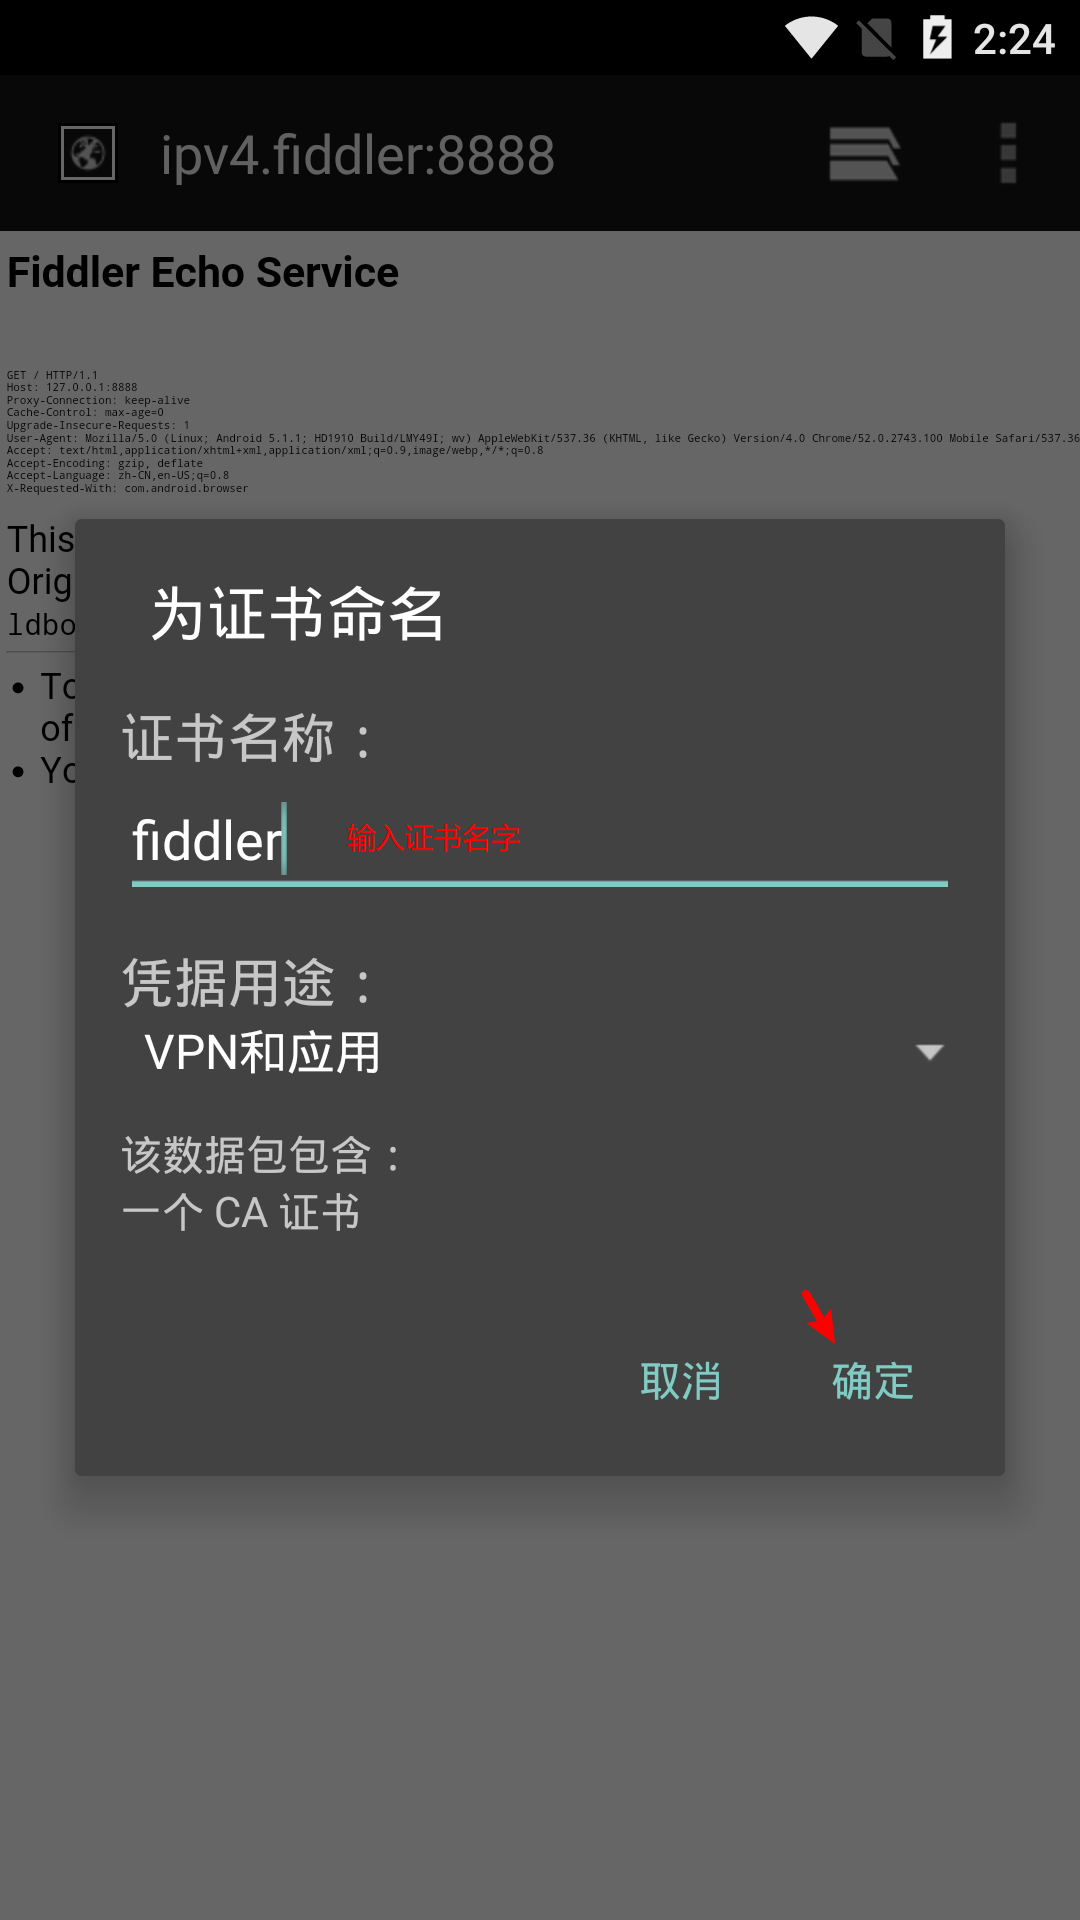 2:24
ipv4.fiddler:8888
Fiddler Echo Service
GET / HTTP/1.1
Host: 127.0.0.1:8888
Proxy-Connection: keep-alive
Cache-Control: max-age=0
Upgrade-Insecure-Requests: 1
User-Agent: Mozilla/5.0 (Linux; Android 5.1.1; HD1910 Build/LMY49I; wv) AppleWebKit/537.36 (KHTML, like Gecko) Version/4.0 Chrome/52.0.2743.100 Mobile Safari/537.36
Accept: text/html,application/xhtml+xml,application/xml;q=0.9,image/webp,*/*;q=0.8
Accept-Encoding: gzip, deflate
Accept-Language: zh-CN,en-US;q=0.8
X-Requested-With: com.android.browser
This
Orig
ldbo
• To
of
• Yo
为证书命名
证书名称：
fiddler 输入证书名字
凭据用途：
VPN和应用
该数据包包含：
一个 CA 证书
取消 确定